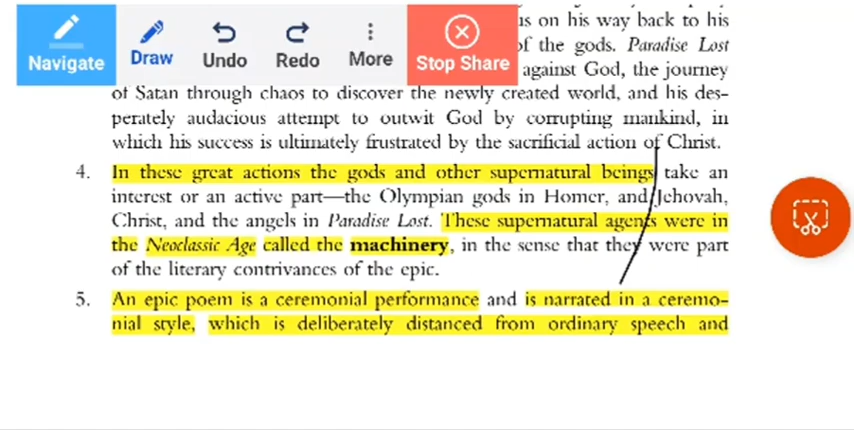 us on his way back to his
of the gods. Paradise Lost
Navigate Draw Undo Redo More Stop Share
against God, the journey
of Satan through chaos to discover the newly created world, and his des-
perately audacious attempt to outwit God by corrupting mankind, in
which his success is ultimately frustrated by the sacrificial action of Christ.
4. In these great actions the gods and other supernatural beings take an
interest or an active part—the Olympian gods in Homer, and Jehovah,
Christ, and the angels in Paradise Lost. These supernatural agents were in
the Neoclassic Age called the machinery, in the sense that they were part
of the literary contrivances of the epic.
5. An epic poem is a ceremonial performance and is narrated in a ceremo-
nial style, which is deliberately distanced from ordinary speech and